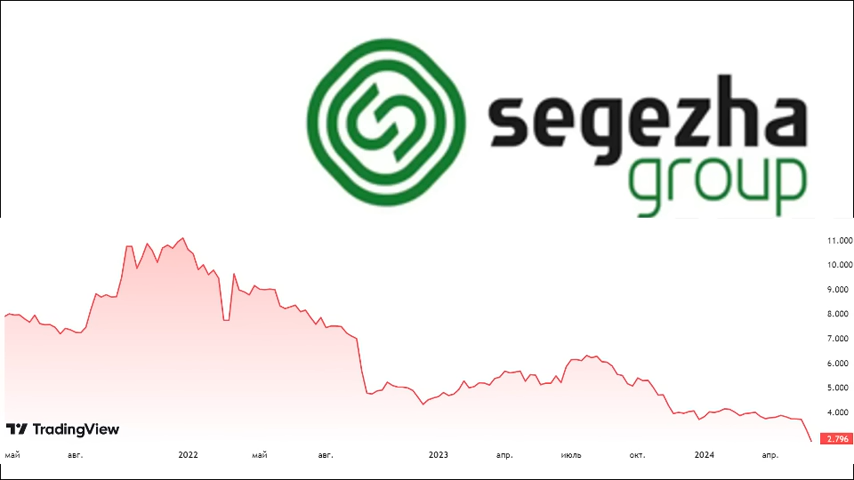 segezha
group
11.000
10.000
9.000
8.000
7.000
6.000
5.000
4.000
2.796
TradingView
май авг. 2022 май авг. 2023 апр. июль окт. 2024 апр.